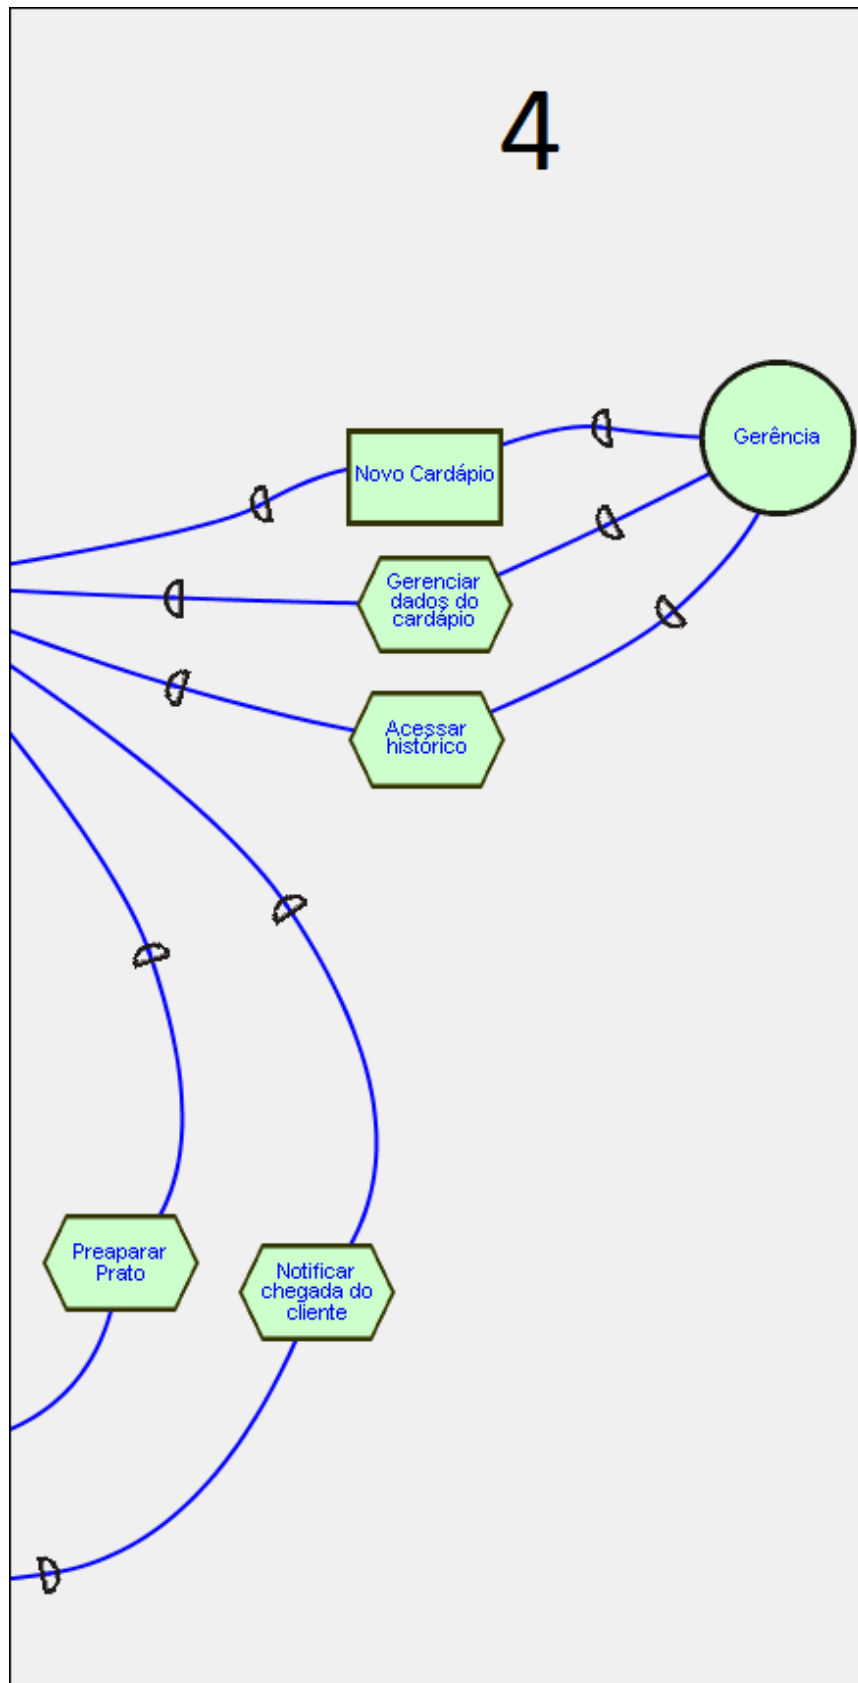 4
Gerência
Novo Cardápio
Gerenciar
dados do
cardápio
Acessar
histórico
Preaparar
Prato
Notificar
chegada do
cliente